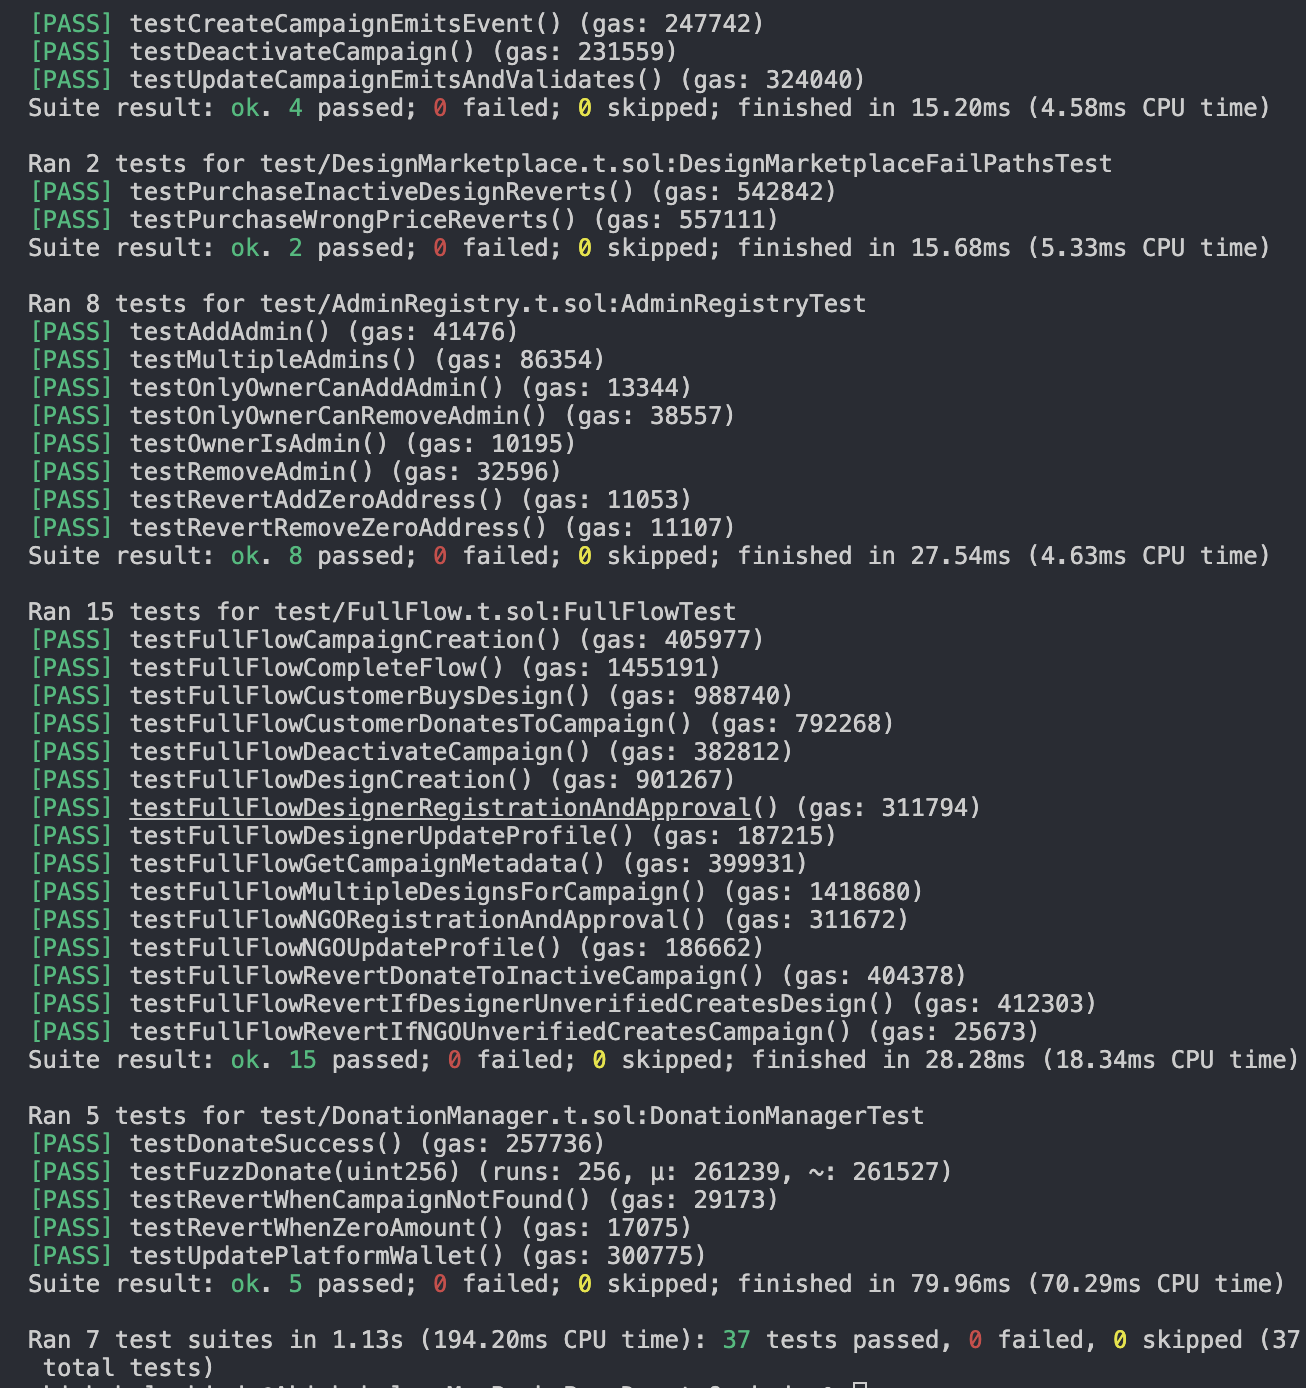 [PASS] testCreateCampaignEmitsEvent() (gas: 247742)
[PASS] testDeactivateCampaign() (gas: 231559)
[PASS] testUpdateCampaignEmitsAndValidates() (gas: 324040)
Suite result: ok. 4 passed; 0 failed; 0 skipped; finished in 15.20ms (4.58ms CPU time)
Ran 2 tests for test/DesignMarketplace.t.sol:DesignMarketplaceFailPathsTest
[PASS] testPurchaseInactiveDesignReverts() (gas: 542842)
[PASS] testPurchaseWrongPriceReverts() (gas: 557111)
Suite result: ok. 2 passed; 0 failed; 0 skipped; finished in 15.68ms (5.33ms CPU time)
Ran 8 tests for test/AdminRegistry.t.sol:AdminRegistryTest
[PASS] testAddAdmin() (gas: 41476)
[PASS] testMultipleAdmins() (gas: 86354)
[PASS] testOnlyOwnerCanAddAdmin() (gas: 13344)
[PASS] testOnlyOwnerCanRemoveAdmin() (gas: 38557)
[PASS] testOwnerIsAdmin() (gas: 10195)
[PASS] testRemoveAdmin() (gas: 32596)
[PASS] testRevertAddZeroAddress() (gas: 11053)
[PASS] testRevertRemoveZeroAddress() (gas: 11107)
Suite result: ok. 8 passed; 0 failed; 0 skipped; finished in 27.54ms (4.63ms CPU time)
Ran 15 tests for test/FullFlow.t.sol:FullFlowTest
[PASS] testFullFlowCampaignCreation() (gas: 405977)
[PASS] testFullFlowCompleteFlow() (gas: 1455191)
[PASS] testFullFlowCustomerBuysDesign() (gas: 988740)
[PASS] testFullFlowCustomerDonatesToCampaign() (gas: 792268)
[PASS] testFullFlowDeactivateCampaign() (gas: 382812)
[PASS] testFullFlowDesignCreation() (gas: 901267)
[PASS] testFullFlowDesignerRegistrationAndApproval() (gas: 311794)
[PASS] testFullFlowDesignerUpdateProfile() (gas: 187215)
[PASS] testFullFlowGetCampaignMetadata() (gas: 399931)
[PASS] testFullFlowMultipleDesignsForCampaign() (gas: 1418680)
[PASS] testFullFlowNGORegistrationAndApproval() (gas: 311672)
[PASS] testFullFlowNGOUpdateProfile() (gas: 186662)
[PASS] testFullFlowRevertDonateToInactiveCampaign() (gas: 404378)
[PASS] testFullFlowRevertIfDesignerUnverifiedCreatesDesign() (gas: 412303)
[PASS] testFullFlowRevertIfNGOUnverifiedCreatesCampaign() (gas: 25673)
Suite result: ok. 15 passed; 0 failed; 0 skipped; finished in 28.28ms (18.34ms CPU time)
Ran 5 tests for test/DonationManager.t.sol:DonationManagerTest
[PASS] testDonateSuccess() (gas: 257736)
[PASS] testFuzzDonate(uint256) (runs: 256, μ: 261239, ~: 261527)
[PASS] testRevertWhenCampaignNotFound() (gas: 29173)
[PASS] testRevertWhenZeroAmount() (gas: 17075)
[PASS] testUpdatePlatformWallet() (gas: 300775)
Suite result: ok. 5 passed; 0 failed; 0 skipped; finished in 79.96ms (70.29ms CPU time)
Ran 7 test suites in 1.13s (194.20ms CPU time): 37 tests passed, 0 failed, 0 skipped (37
total tests)